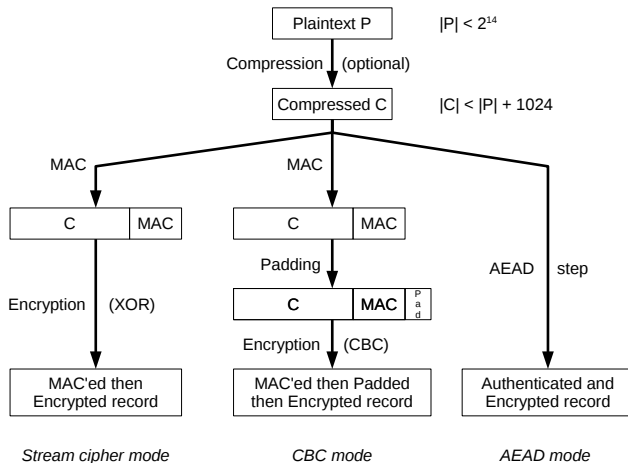 Plaintext P
|P| < 2¹⁴
Compression (optional)
Compressed C
|C| < |P| + 1024
MAC
MAC
C MAC
C MAC
Padding
AEAD step
C MAC Pad
Encryption (XOR)
Encryption (CBC)
MAC'ed then
Encrypted record
MAC'ed then Padded
then Encrypted record
Authenticated and
Encrypted record
Stream cipher mode
CBC mode
AEAD mode